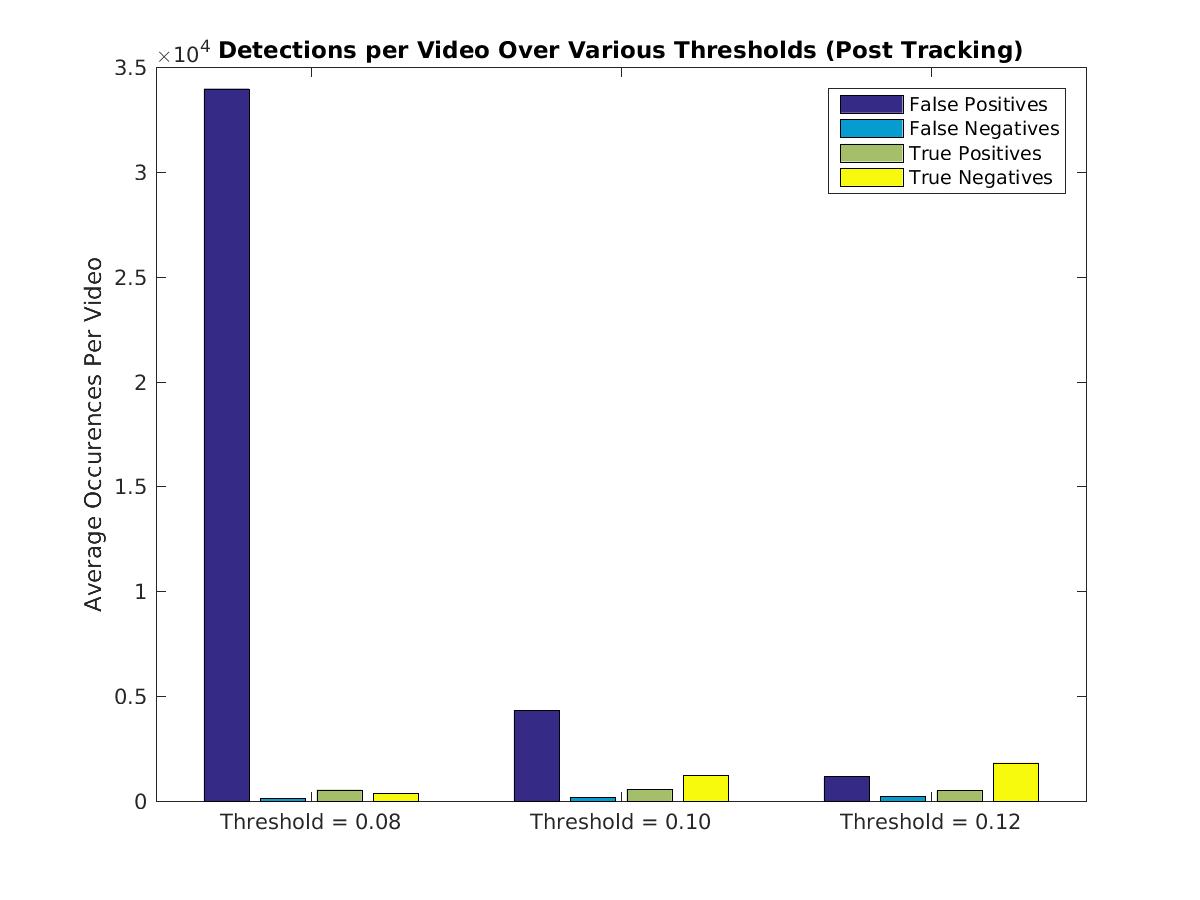 ×10⁴ Detections per Video Over Various Thresholds (Post Tracking)
3.5
3
2.5
2
1.5
1
0.5
0
Average Occurences Per Video
False Positives
False Negatives
True Positives
True Negatives
Threshold = 0.08 Threshold = 0.10 Threshold = 0.12